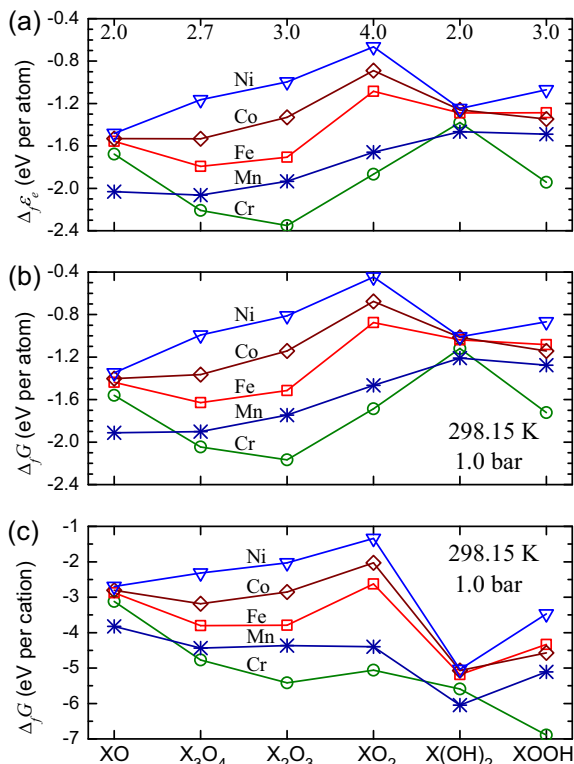 (a)
2.0 2.7 3.0 4.0 2.0 3.0
-0.4
-0.8
-1.2
-1.6
-2.0
-2.4
Δ_fε_e (eV per atom)
Ni
Co
Fe
Mn
Cr
(b)
-0.4
-0.8
-1.2
-1.6
-2.0
-2.4
Δ_fG (eV per atom)
Ni
Co
Fe
Mn
Cr
298.15 K
1.0 bar
(c)
-1
-2
-3
-4
-5
-6
-7
Δ_fG (eV per cation)
Ni
Co
Fe
Mn
Cr
298.15 K
1.0 bar
XO X₃O₄ X₂O₃ XO₂ X(OH)₂ XOOH